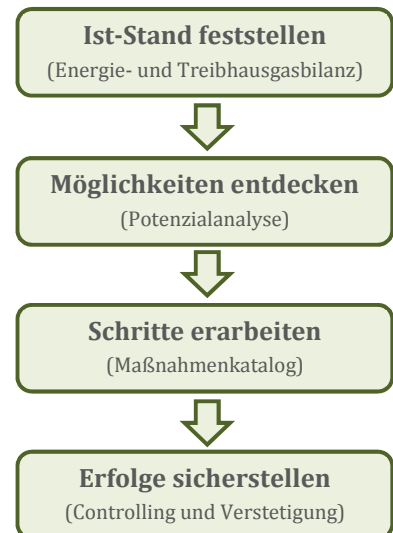 Ist-Stand feststellen
(Energie- und Treibhausgasbilanz)
Möglichkeiten entdecken
(Potenzialanalyse)
Schritte erarbeiten
(Maßnahmenkatalog)
Erfolge sicherstellen
(Controlling und Verstetigung)